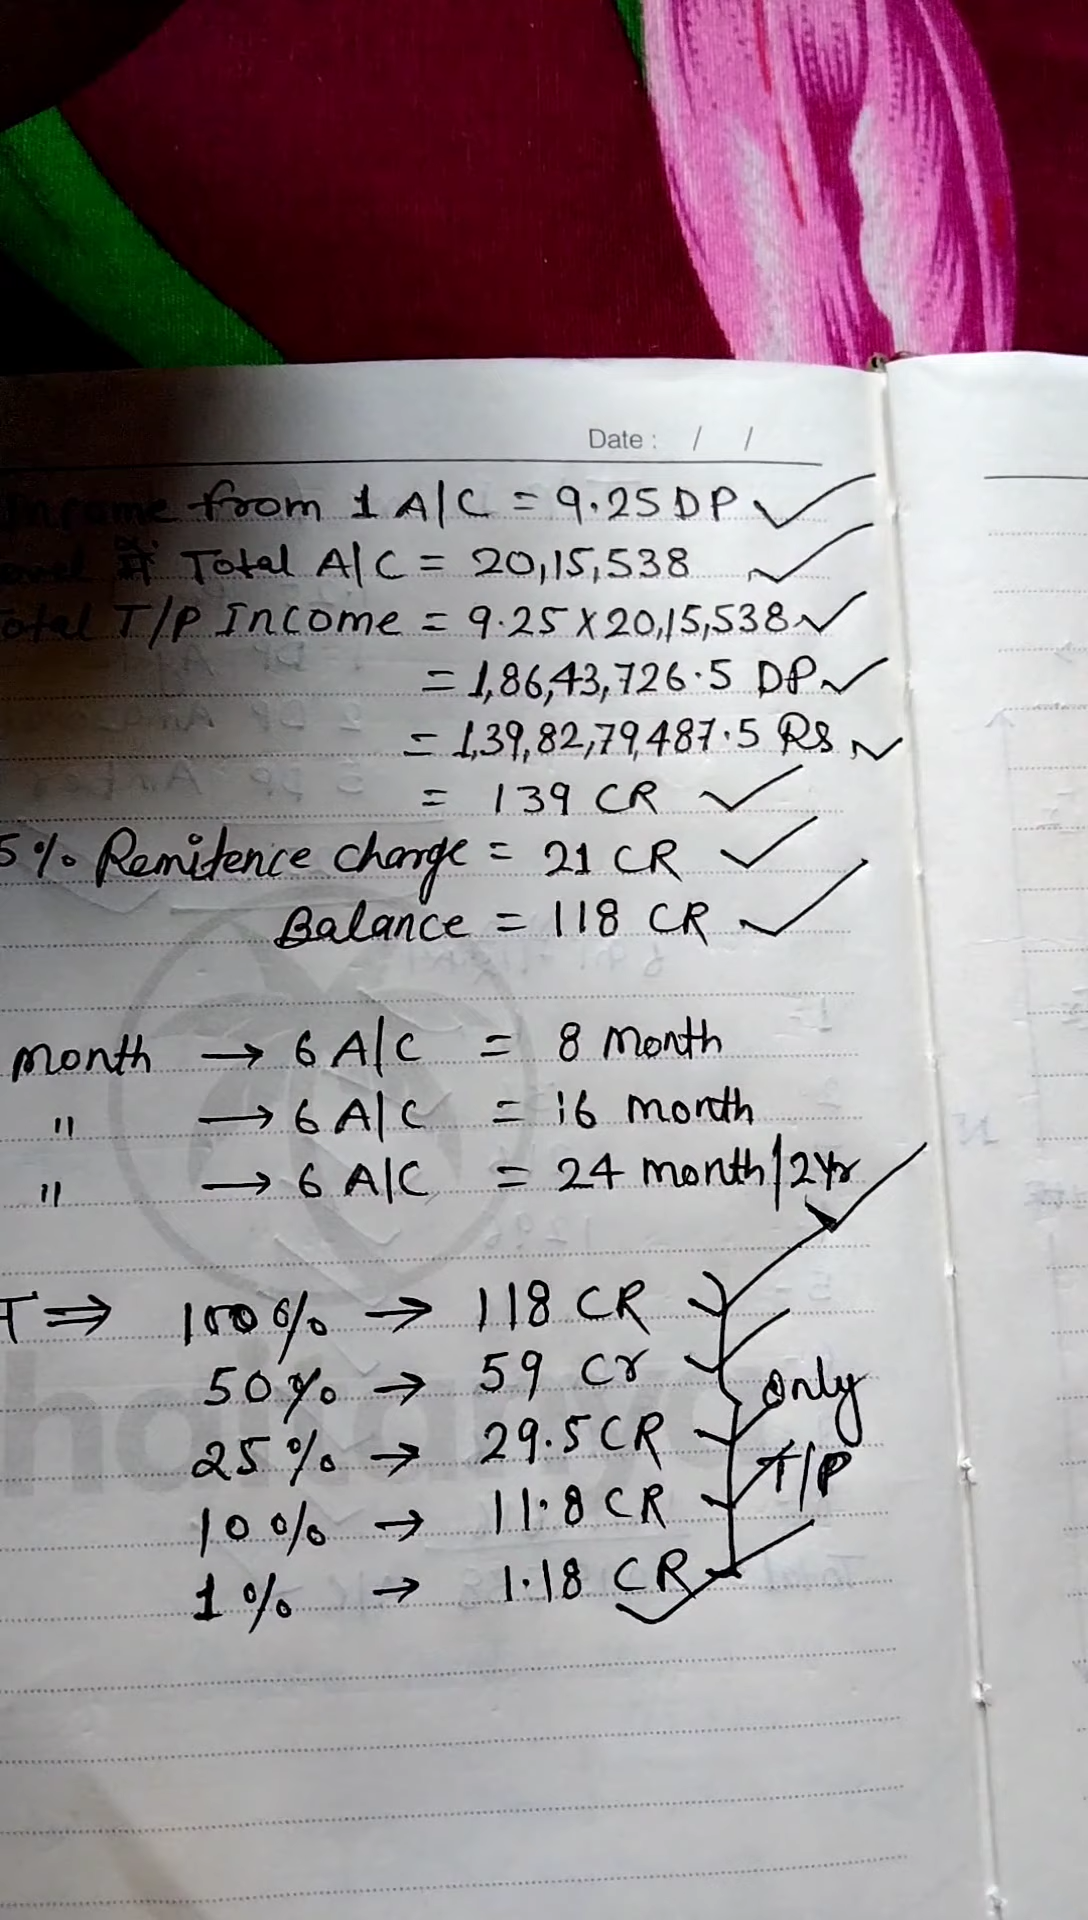 Date : / /
Income from 1 A/C = 9.25 DP
Total A/C = 20,15,538
Total T/P Income = 9.25 x 20,15,538
= 1,86,43,726.5 DP
= 1,39,82,79,487.5 Rs
= 139 CR
5% Remitence charge = 21 CR
Balance = 118 CR
month → 6 A/C = 8 month
" → 6 A/C = 16 month
" → 6 A/C = 24 month/2yr
T ⇒ 100% → 118 CR
50% → 59 Cr
25% → 29.5 CR
10% → 11.8 CR
1% → 1.18 CR
only
T/P